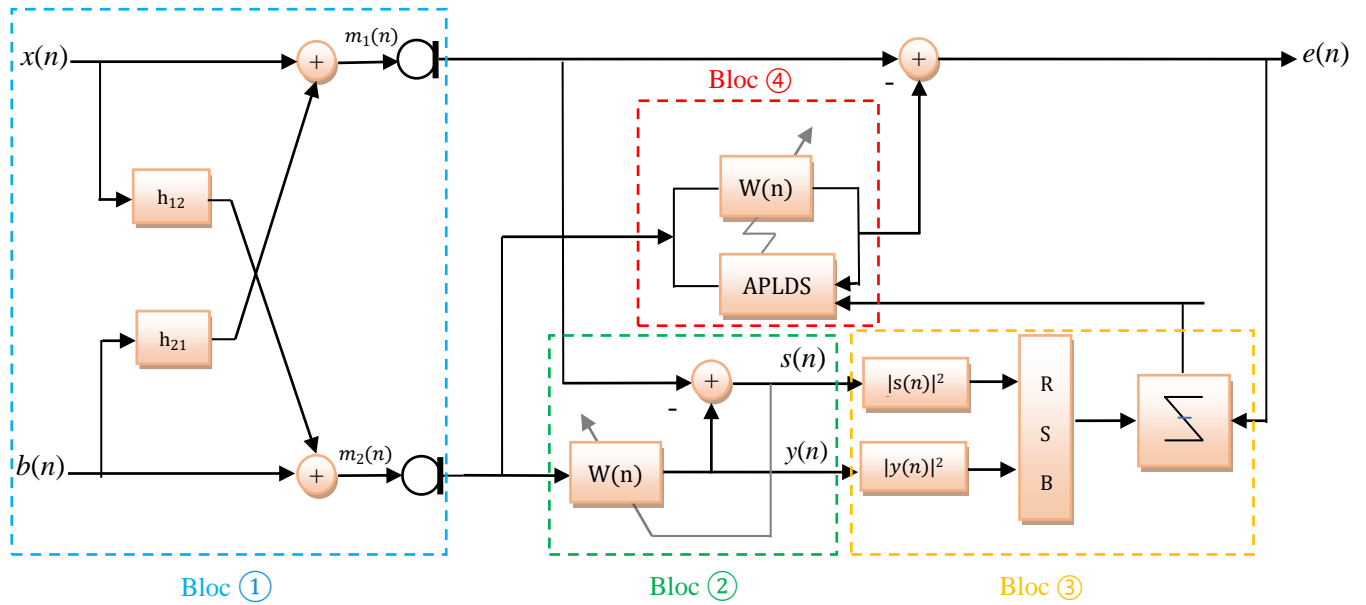 x(n)
+
m₁(n)
+
-
e(n)
Bloc ④
W(n)
h₁₂
APLDS
h₂₁
s(n)
+
-
|s(n)|²
R
S
B
b(n)
+
m₂(n)
W(n)
y(n)
|y(n)|²
Bloc ①
Bloc ②
Bloc ③